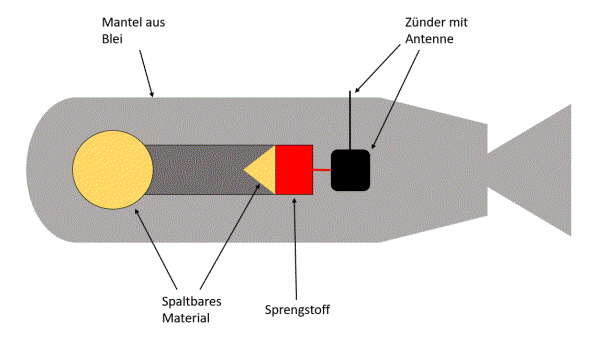 Mantel aus
Blei
Zünder mit
Antenne
Spaltbares
Material
Sprengstoff